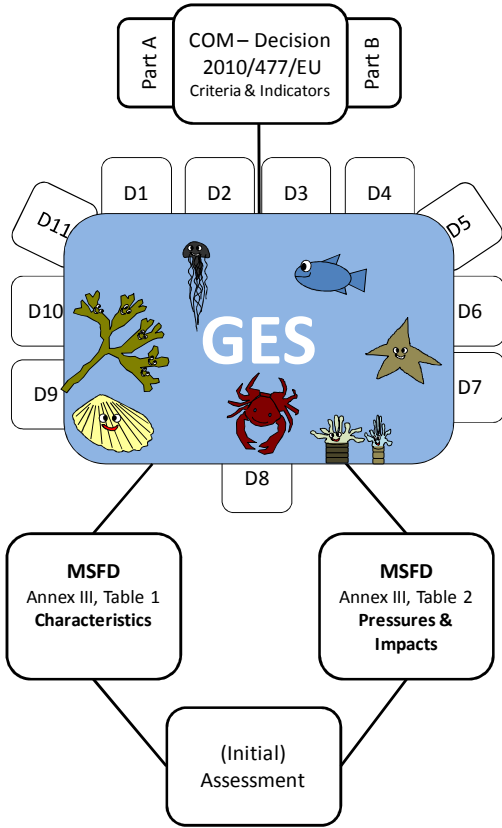 Part A
COM – Decision
2010/477/EU
Criteria & Indicators
Part B
D1
D2
D3
D4
D11
D5
D10
D6
GES
D9
D7
D8
MSFD
Annex III, Table 1
Characteristics
MSFD
Annex III, Table 2
Pressures &
Impacts
(Initial)
Assessment